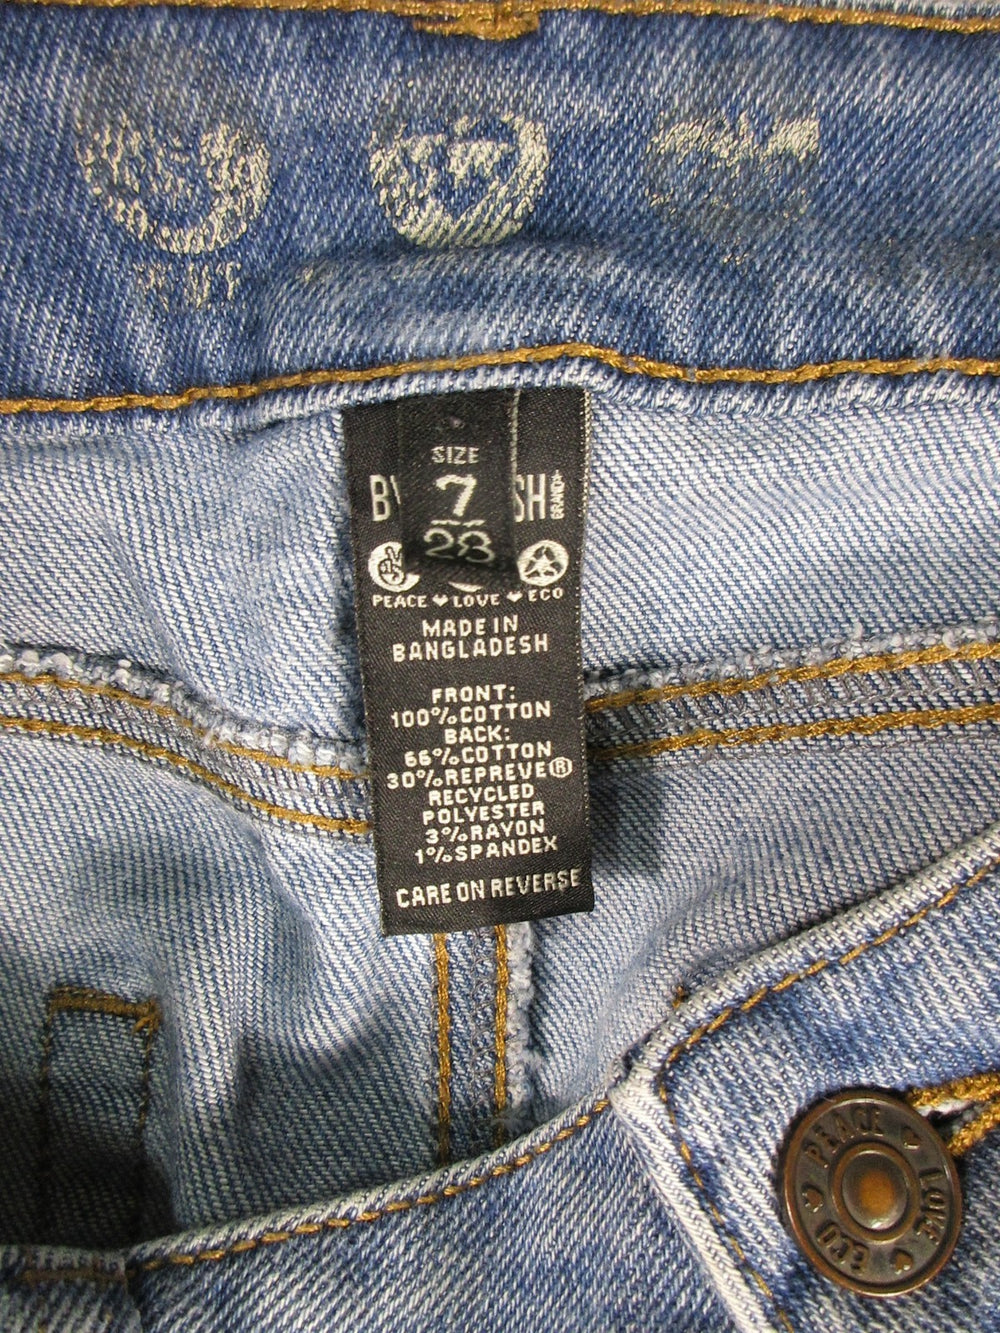 SIZE
7
28
PEACE ♥ LOVE ♥ ECO
MADE IN
BANGLADESH
FRONT:
100% COTTON
BACK:
66% COTTON
30% REPREVE®
RECYCLED
POLYESTER
3% RAYON
1% SPANDEX
CARE ON REVERSE
PEACE ♥ LOVE ♥ ECO ♥